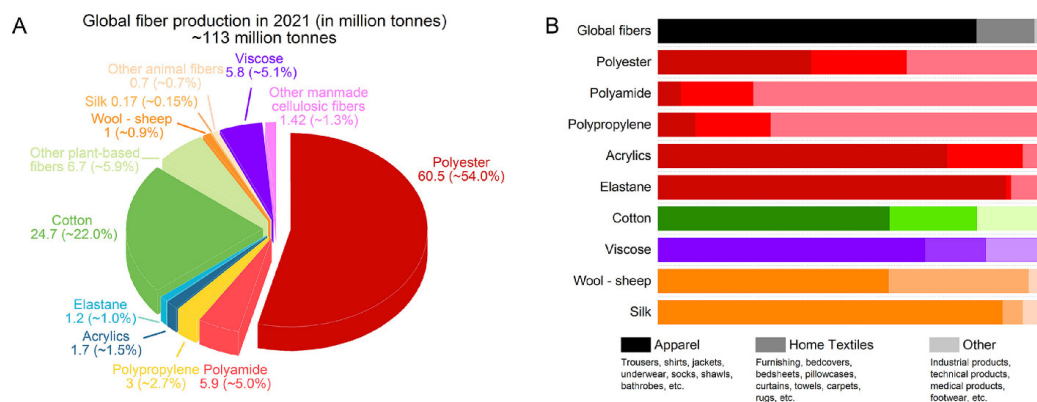 A
Global fiber production in 2021 (in million tonnes)
~113 million tonnes
Viscose
5.8 (~5.1%)
Other animal fibers
0.7 (~0.7%)
Other manmade
cellulosic fibers
1.42 (~1.3%)
Silk 0.17 (~0.15%)
Wool - sheep
1 (~0.9%)
Other plant-based
fibers 6.7 (~5.9%)
Polyester
60.5 (~54.0%)
Cotton
24.7 (~22.0%)
Elastane
1.2 (~1.0%)
Acrylics
1.7 (~1.5%)
Polypropylene
3 (~2.7%)
Polyamide
5.9 (~5.0%)
B
Global fibers
Polyester
Polyamide
Polypropylene
Acrylics
Elastane
Cotton
Viscose
Wool - sheep
Silk
Apparel
Trousers, shirts, jackets,
underwear, socks, shawls,
bathrobes, etc.
Home Textiles
Furnishing, bedcovers,
bedsheets, pillowcases,
curtains, towels, carpets,
rugs, etc.
Other
Industrial products,
technical products,
medical products,
footwear, etc.